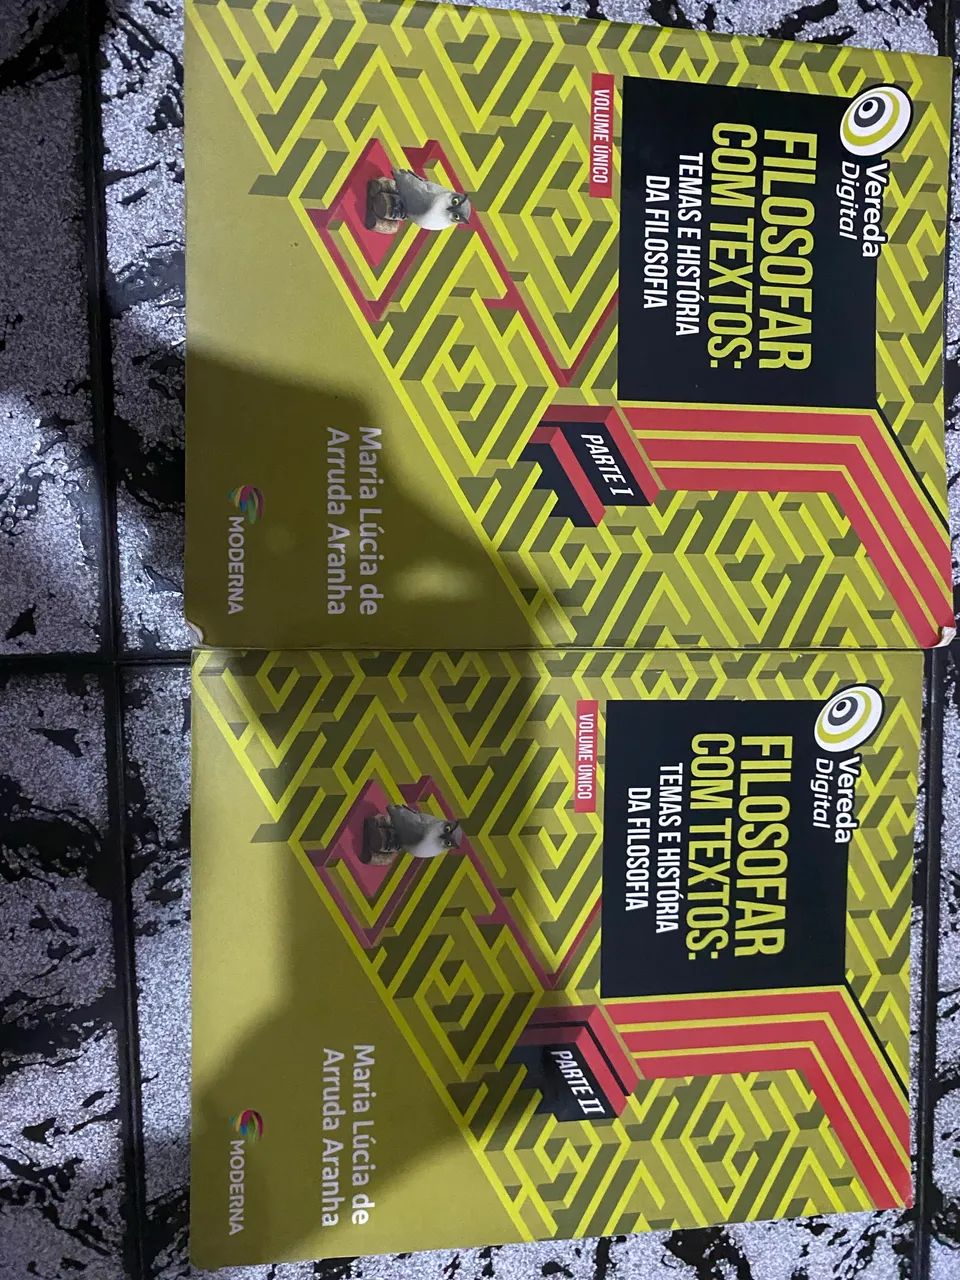 Vereda
Digital
FILOSOFAR
COM TEXTOS:
TEMAS E HISTÓRIA
DA FILOSOFIA
VOLUME ÚNICO
PARTE I
Maria Lúcia de
Arruda Aranha
MODERNA
Vereda
Digital
FILOSOFAR
COM TEXTOS:
TEMAS E HISTÓRIA
DA FILOSOFIA
VOLUME ÚNICO
PARTE II
Maria Lúcia de
Arruda Aranha
MODERNA